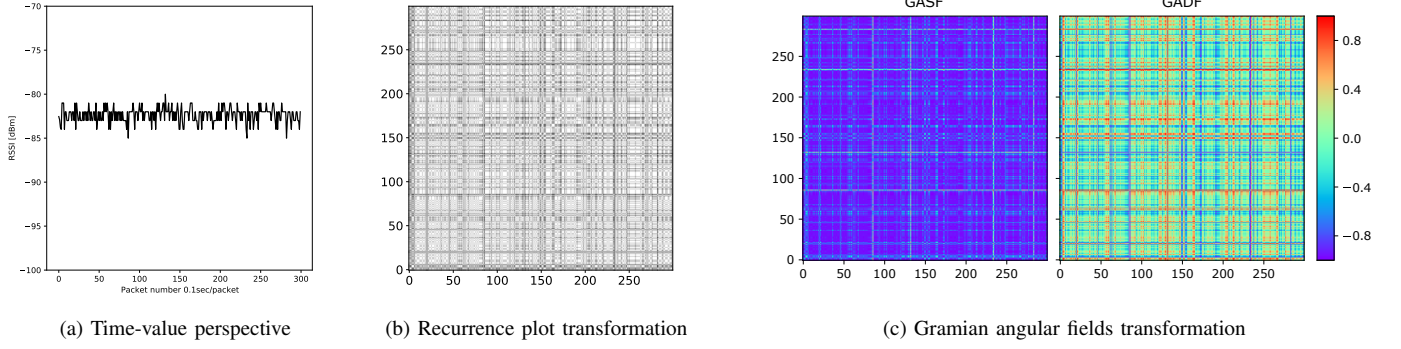 −70
−75
−80
−85
−90
−95
−100
RSSI [dBm]
0 50 100 150 200 250 300
Packet number 0.1sec/packet
(a) Time-value perspective
250
200
150
100
50
0
0 50 100 150 200 250
(b) Recurrence plot transformation
GASF GADF
250
200
150
100
50
0
0 50 100 150 200 250
0 50 100 150 200 250
0.8
0.4
0.0
−0.4
−0.8
(c) Gramian angular fields transformation